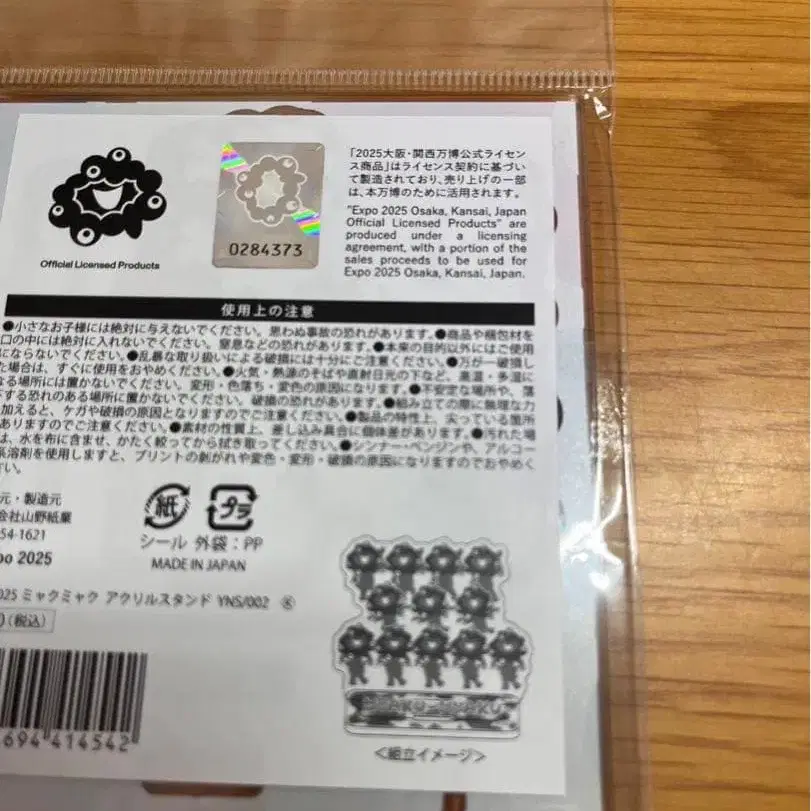 Official Licensed Products
0284373
「2025大阪・関西万博公式ライセン
ス商品」はライセンス契約に基づい
て製造されており、売り上げの一部
は、本万博のために活用されます。
"Expo 2025 Osaka, Kansai, Japan
Official Licensed Products" are
produced under a licensing
agreement, with a portion of the
sales proceeds to be used for
Expo 2025 Osaka, Kansai, Japan.
使用上の注意
●小さなお子様には絶対に与えないでください。思わぬ事故の恐れがあります。●商品や梱包材を
口の中には絶対に入れないでください。窒息などの恐れがあります。●本来の目的以外にはご使用
にならないでください。●乱暴な取り扱いによる破損には十分にご注意ください。●万が一破損し
た場合は、すぐに使用をおやめください。●火気・熱源のそばや直射日光の下など、高温・多湿に
なる場所には置かないでください。変形・色落ち・変色の原因になります。●不安定な場所や、落
下する恐れのある場所に置かないでください。破損の恐れがあります。●組み立ての際に無理な力
加えると、ケガや破損の原因となりますのでご注意ください。●製品の特性上、尖っている箇所
ありますのでご注意ください。●素材の性質上、差し込み具合に個体差があります。●汚れた場
は、水を布に含ませ、かたく絞ってから拭き取ってください。●シンナー・ベンジンや、アルコー
系溶剤を使用しますと、プリントの剥がれや変色・変形・破損の原因になりますのでおやめく
さい。
元・製造元
会社山野紙業
54-1621
po 2025
紙 プラ
シール 外袋：PP
MADE IN JAPAN
025 ミャクミャク アクリルスタンド YNS/002
(税込)
694414542
＜組立イメージ＞